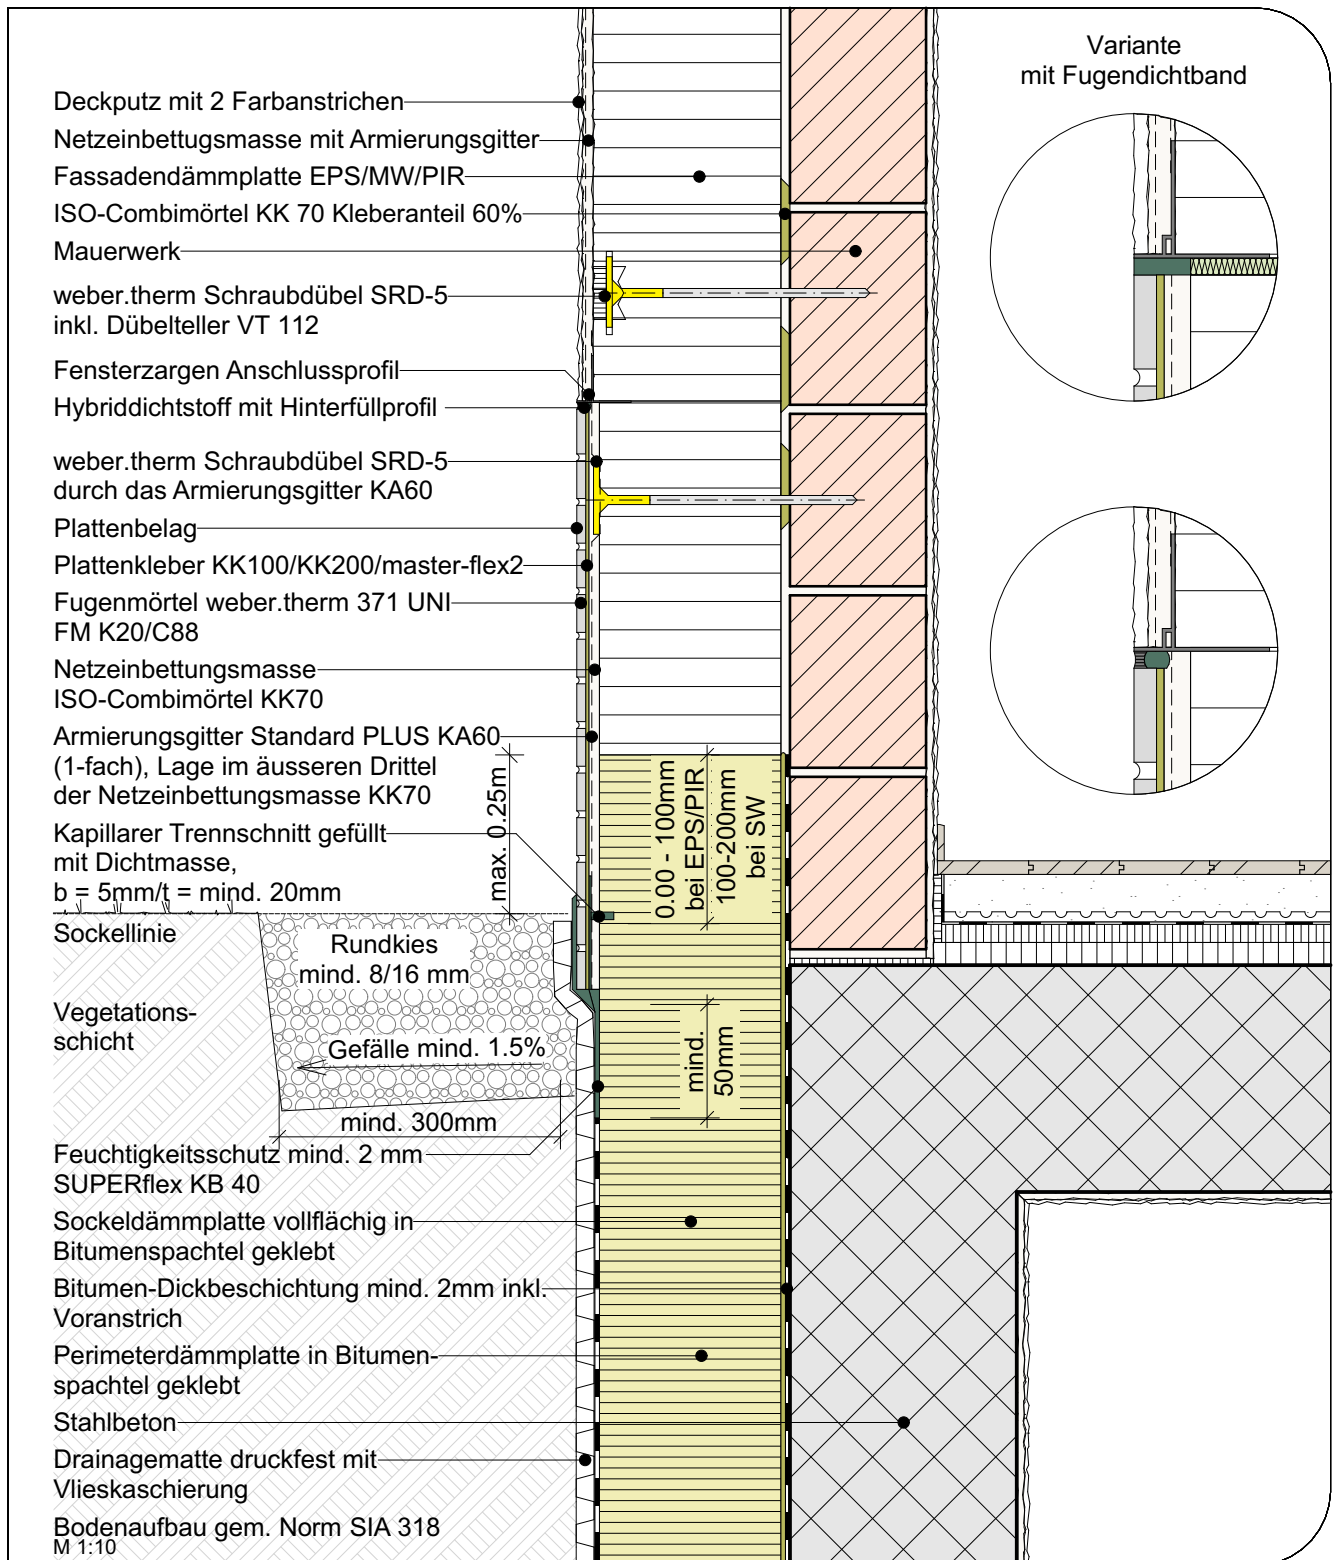 Deckputz mit 2 Farbanstrichen
Netzeinbettugsmasse mit Armierungsgitter
Fassadendämmplatte EPS/MW/PIR
ISO-Combimörtel KK 70 Kleberanteil 60%
Mauerwerk
weber.therm Schraubdübel SRD-5
inkl. Dübelteller VT 112
Fensterzargen Anschlussprofil
Hybriddichtstoff mit Hinterfüllprofil
weber.therm Schraubdübel SRD-5
durch das Armierungsgitter KA60
Plattenbelag
Plattenkleber KK100/KK200/master-flex2
Fugenmörtel weber.therm 371 UNI
FM K20/C88
Netzeinbettungsmasse
ISO-Combimörtel KK70
Armierungsgitter Standard PLUS KA60
(1-fach), Lage im äusseren Drittel
der Netzeinbettungsmasse KK70
Kapillarer Trennschnitt gefüllt
mit Dichtmasse,
b = 5mm/t = mind. 20mm
Sockellinie
Vegetations-
schicht
Rundkies
mind. 8/16 mm
Gefälle mind. 1.5%
mind. 300mm
max. 0.25m
0.00 - 100mm
bei EPS/PIR
100-200mm
bei SW
mind.
50mm
Feuchtigkeitsschutz mind. 2 mm
SUPERflex KB 40
Sockeldämmplatte vollflächig in
Bitumenspachtel geklebt
Bitumen-Dickbeschichtung mind. 2mm inkl.
Voranstrich
Perimeterdämmplatte in Bitumen-
spachtel geklebt
Stahlbeton
Drainagematte druckfest mit
Vlieskaschierung
Bodenaufbau gem. Norm SIA 318
M 1:10
Variante
mit Fugendichtband